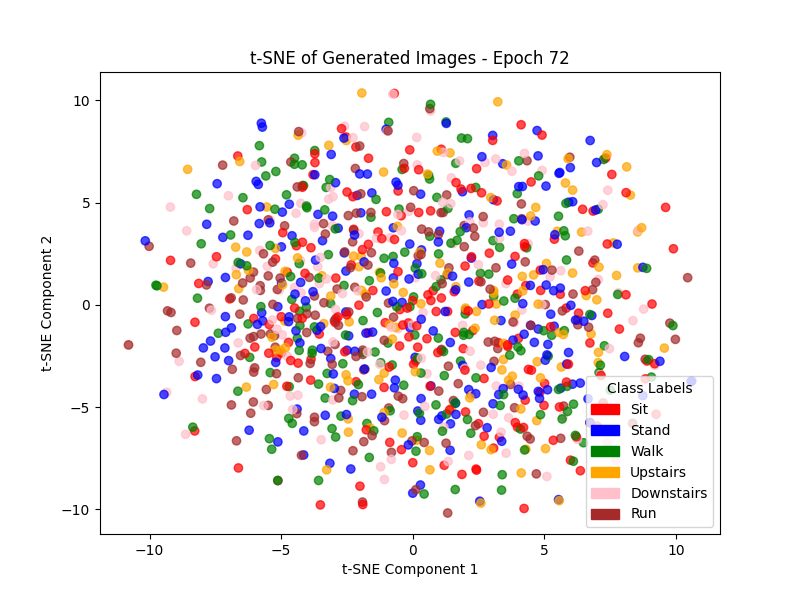 t-SNE of Generated Images - Epoch 72
t-SNE Component 2
10
5
0
−5
−10
−10
−5
0
5
10
t-SNE Component 1
Class Labels
Sit
Stand
Walk
Upstairs
Downstairs
Run